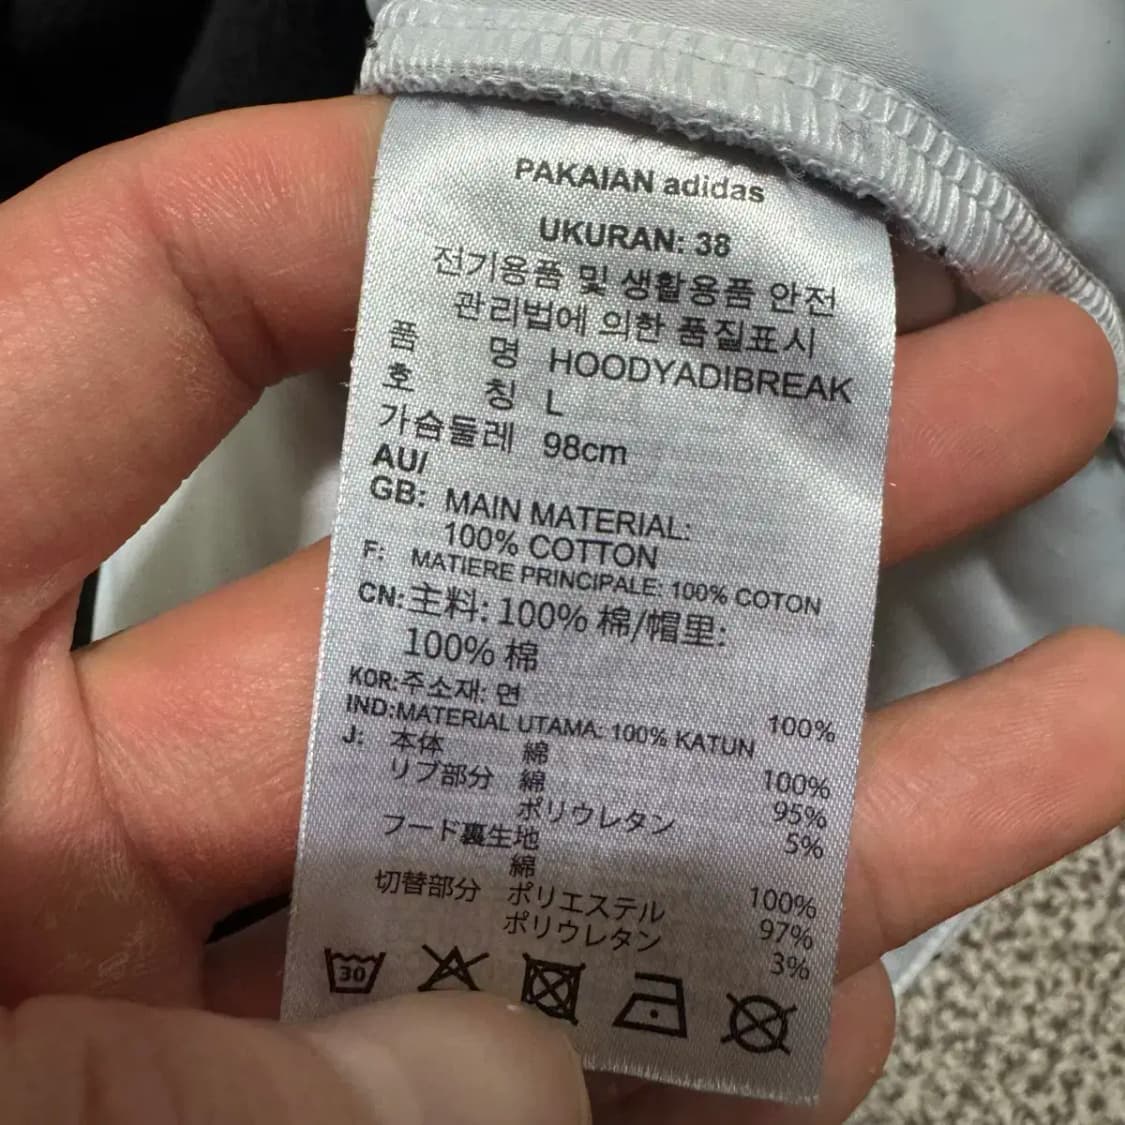 PAKAIAN adidas
UKURAN: 38
전기용품 및 생활용품 안전
관리법에 의한 품질표시
품 명 HOODYADIBREAK
호 칭 L
가슴둘레 98cm
AU/
GB: MAIN MATERIAL:
100% COTTON
F: MATIERE PRINCIPALE: 100% COTON
CN:主料: 100% 棉/帽里:
100% 棉
KOR:주소재: 면 100%
IND:MATERIAL UTAMA: 100% KATUN
J: 本体 綿 100%
リブ部分 綿 95%
ポリウレタン 5%
フード裏生地
綿 100%
切替部分 ポリエステル 97%
ポリウレタン 3%
30